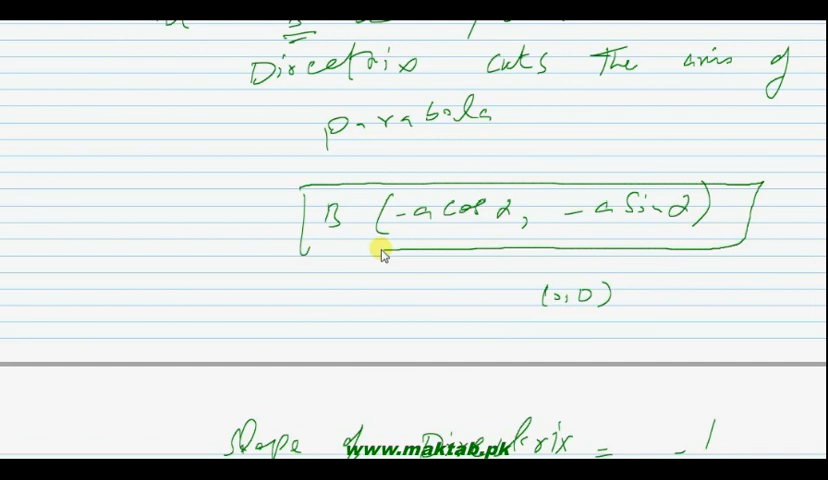 B
Directrix cuts the axis of
parabola
B (-a cos α, - a Sin α)
(0,0)
Slope of Directrix = -1
www.maktab.pk